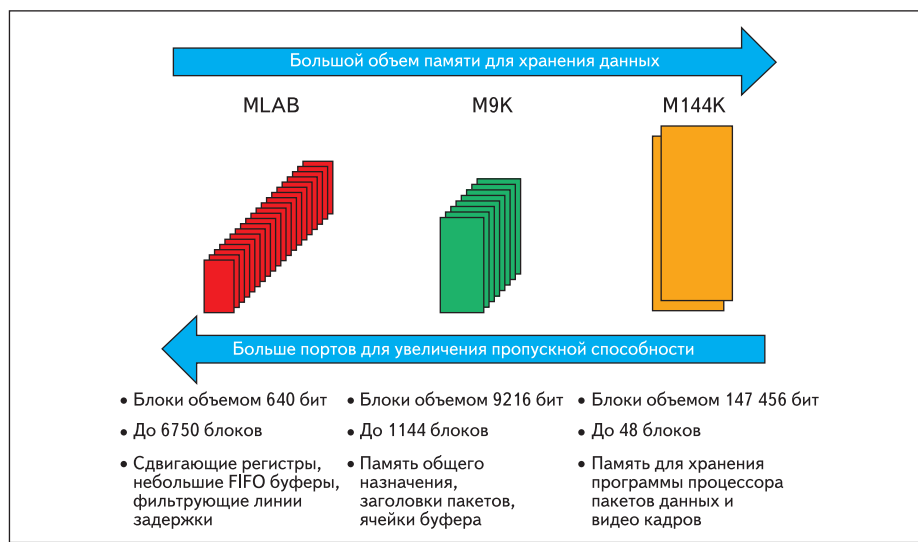 Большой объем памяти для хранения данных
MLAB
M9K
M144K
Больше портов для увеличения пропускной способности
• Блоки объемом 640 бит
• До 6750 блоков
• Сдвигающие регистры,
небольшие FIFO буферы,
фильтрующие линии
задержки
• Блоки объемом 9216 бит
• До 1144 блоков
• Память общего
назначения,
заголовки пакетов,
ячейки буфера
• Блоки объемом 147 456 бит
• До 48 блоков
• Память для хранения
программы процессора
пакетов данных и
видео кадров